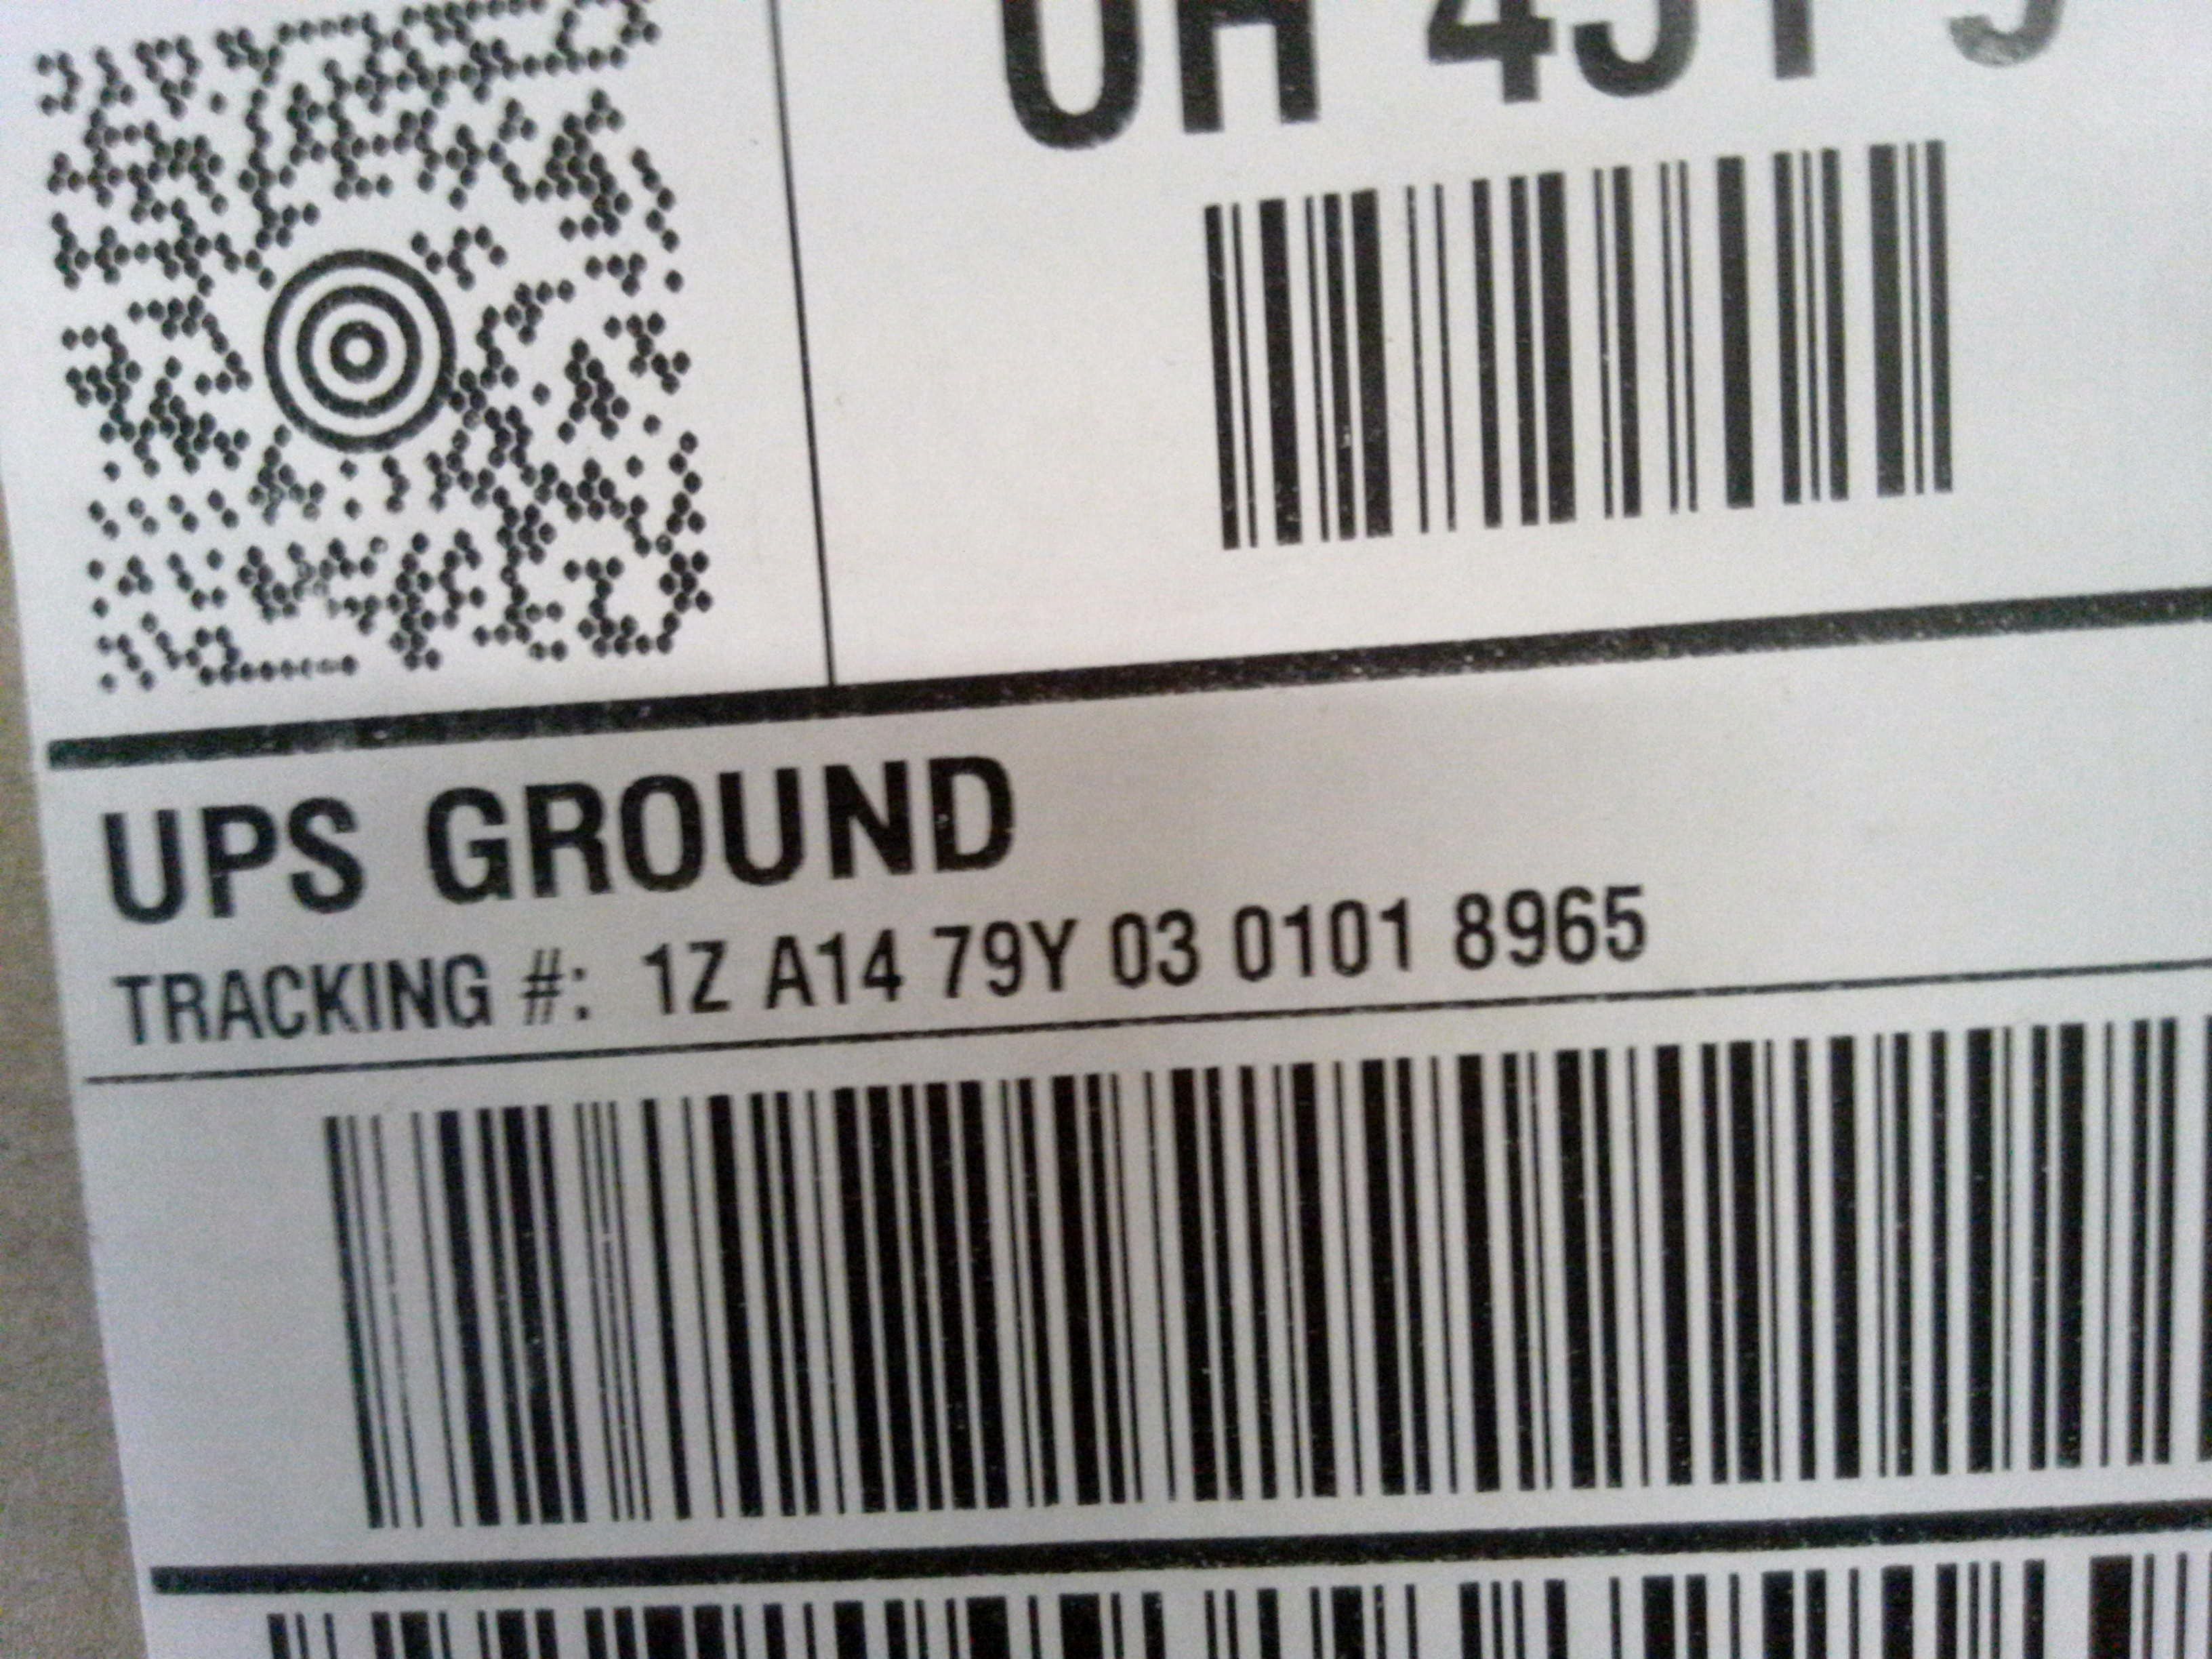 UPS GROUND
TRACKING #: 1Z A14 79Y 03 0101 8965